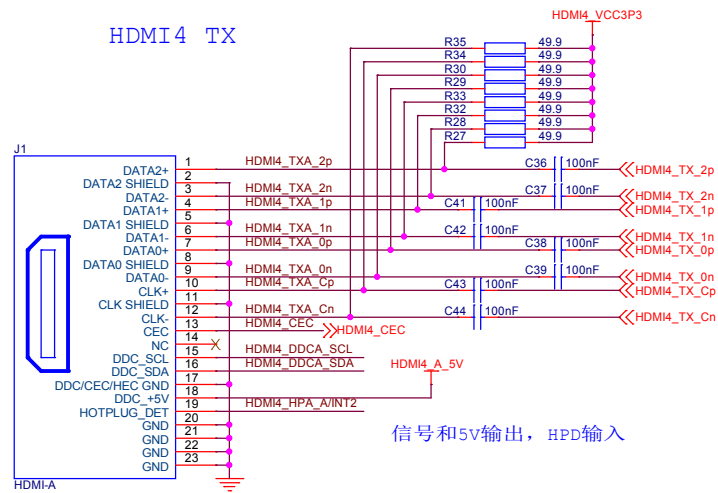 HDMI4_VCC3P3
HDMI4 TX
R35 49.9
R34 49.9
R30 49.9
R29 49.9
R33 49.9
R32 49.9
R28 49.9
R27 49.9
J1
DATA2+ 1 HDMI4_TXA_2p C36 100nF HDMI4_TX_2p
DATA2 SHIELD 2
DATA2- 3 HDMI4_TXA_2n C37 100nF HDMI4_TX_2n
DATA1+ 4 HDMI4_TXA_1p C41 100nF HDMI4_TX_1p
DATA1 SHIELD 5
DATA1- 6 HDMI4_TXA_1n C42 100nF HDMI4_TX_1n
DATA0+ 7 HDMI4_TXA_0p C38 100nF HDMI4_TX_0p
DATA0 SHIELD 8
DATA0- 9 HDMI4_TXA_0n C39 100nF HDMI4_TX_0n
CLK+ 10 HDMI4_TXA_Cp C43 100nF HDMI4_TX_Cp
CLK SHIELD 11
CLK- 12 HDMI4_TXA_Cn C44 100nF HDMI4_TX_Cn
CEC 13 HDMI4_CEC HDMI4_CEC
NC 14
DDC_SCL 15 HDMI4_DDCA_SCL
DDC_SDA 16 HDMI4_DDCA_SDA
HDMI4_A_5V
DDC/CEC/HEC GND 17
DDC_+5V 18
HOTPLUG_DET 19 HDMI4_HPA_A/INT2
GND 20
GND 21
GND 22
GND 23
信号和5V输出，HPD输入
HDMI-A